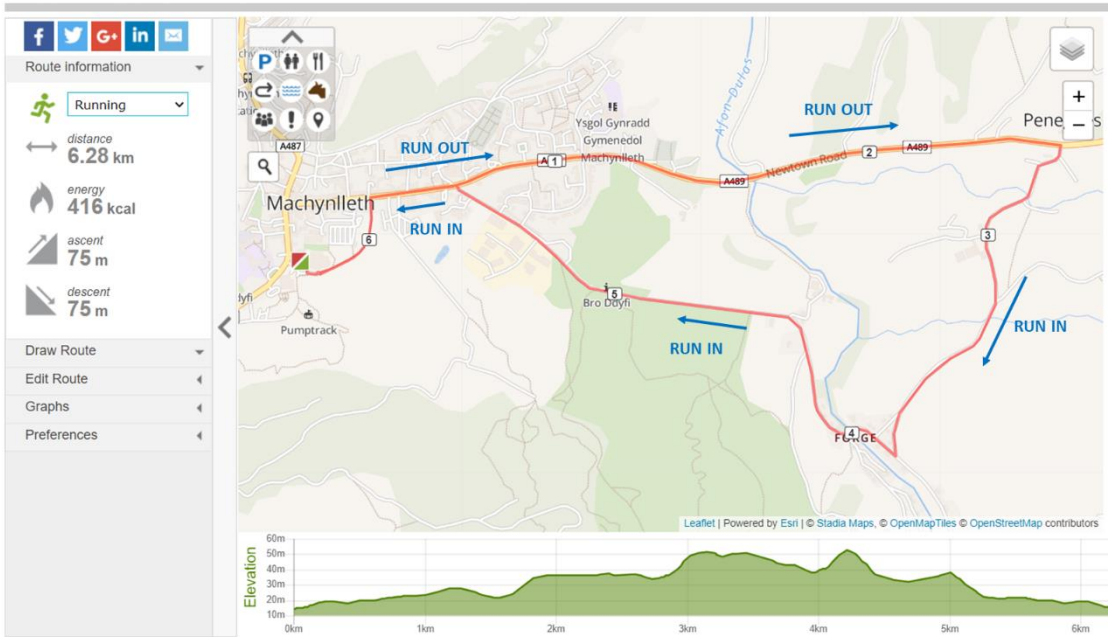 f
G+
in
Route information
Running
distance
6.28 km
energy
416 kcal
ascent
75 m
descent
75 m
Draw Route
Edit Route
Graphs
Preferences
P
A487
RUN OUT
Ysgol Gynradd
Gymenedol
Machynlleth
A
1
Machynlleth
RUN IN
6
Pumptrack
Bro Ddyfi
5
RUN IN
Afon-Dulas
RUN OUT
A489
Newtown Road
2
A489
+
−
3
RUN IN
4
FORGE
Leaflet | Powered by Esri | © Stadia Maps, © OpenMapTiles © OpenStreetMap contributors
Elevation
60m
50m
40m
30m
20m
10m
0km
1km
2km
3km
4km
5km
6km